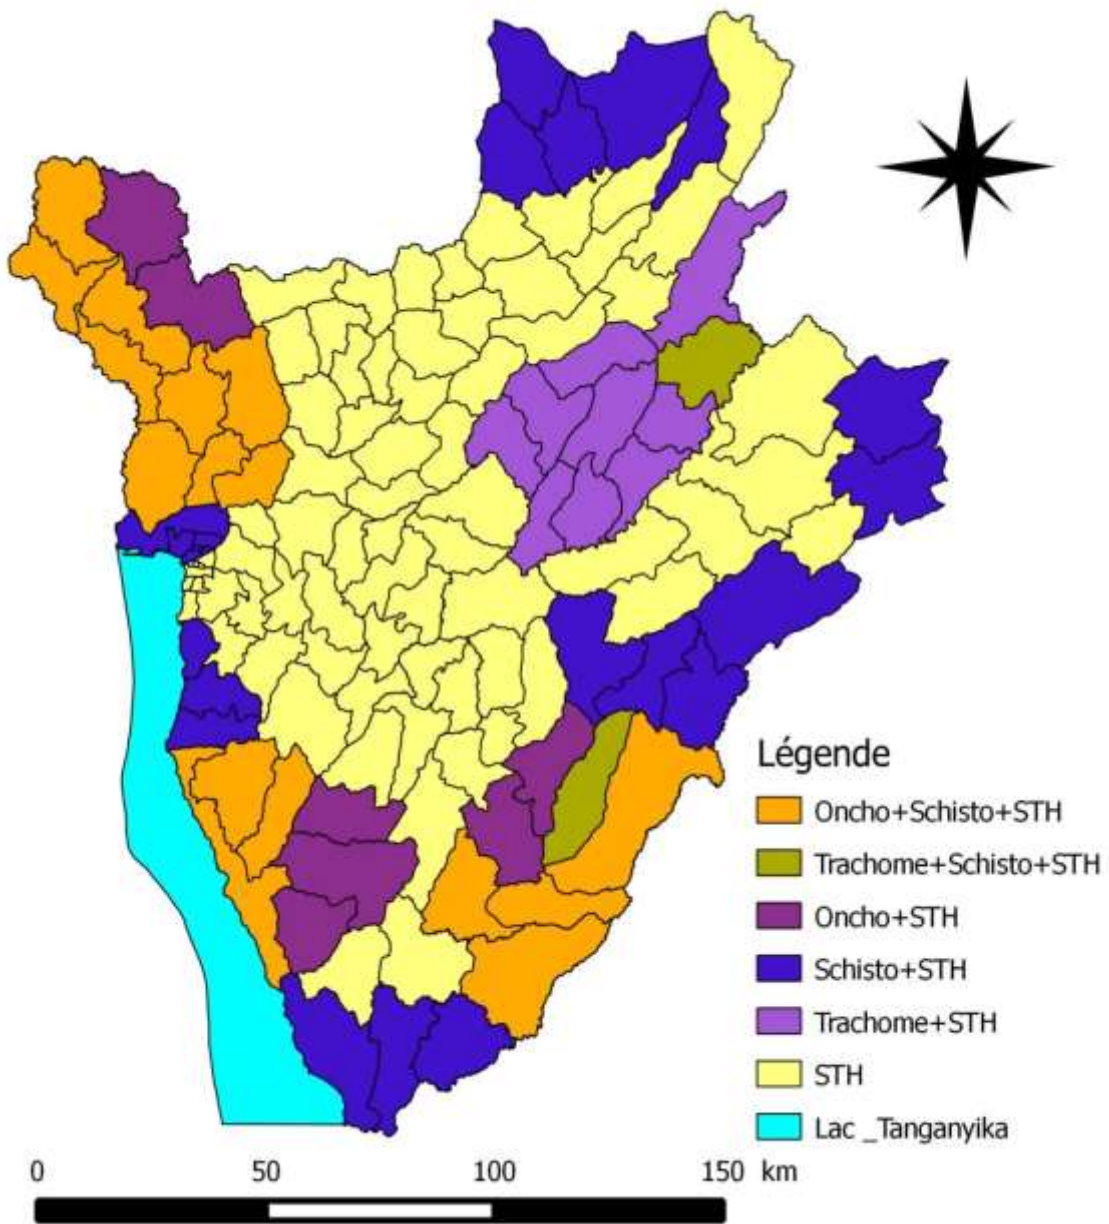 Légende
Oncho+Schisto+STH
Trachome+Schisto+STH
Oncho+STH
Schisto+STH
Trachome+STH
STH
Lac _Tanganyika
0 50 100 150 km